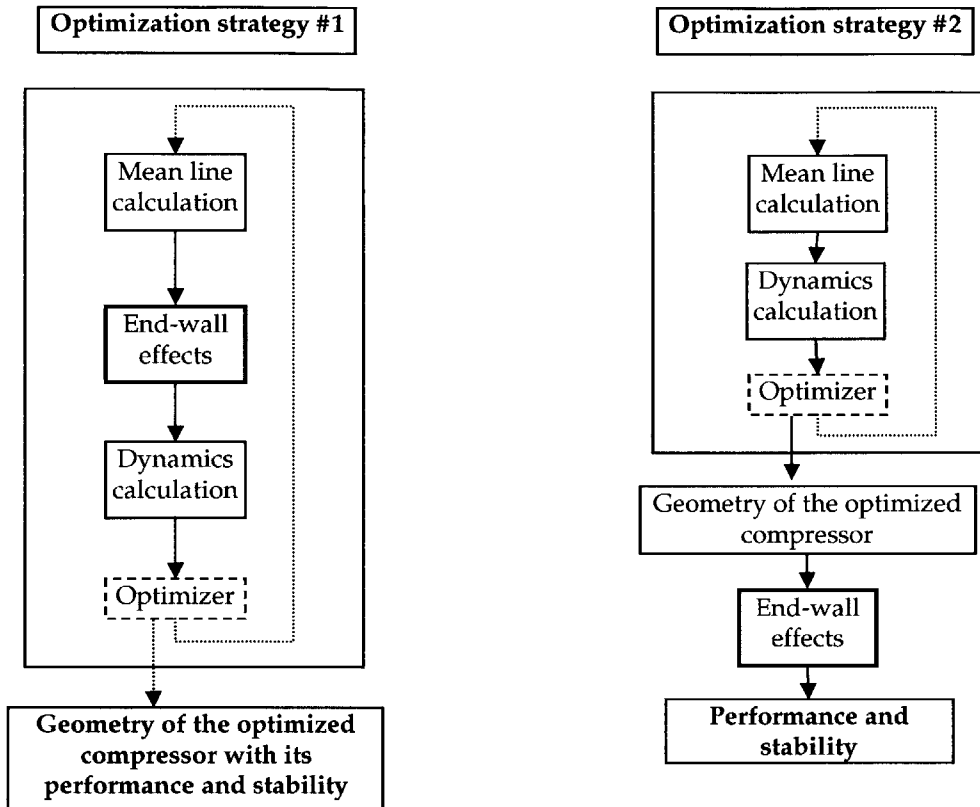 Optimization strategy #1
Mean line
calculation
End-wall
effects
Dynamics
calculation
Optimizer
Geometry of the optimized
compressor with its
performance and stability
Optimization strategy #2
Mean line
calculation
Dynamics
calculation
Optimizer
Geometry of the optimized
compressor
End-wall
effects
Performance and
stability